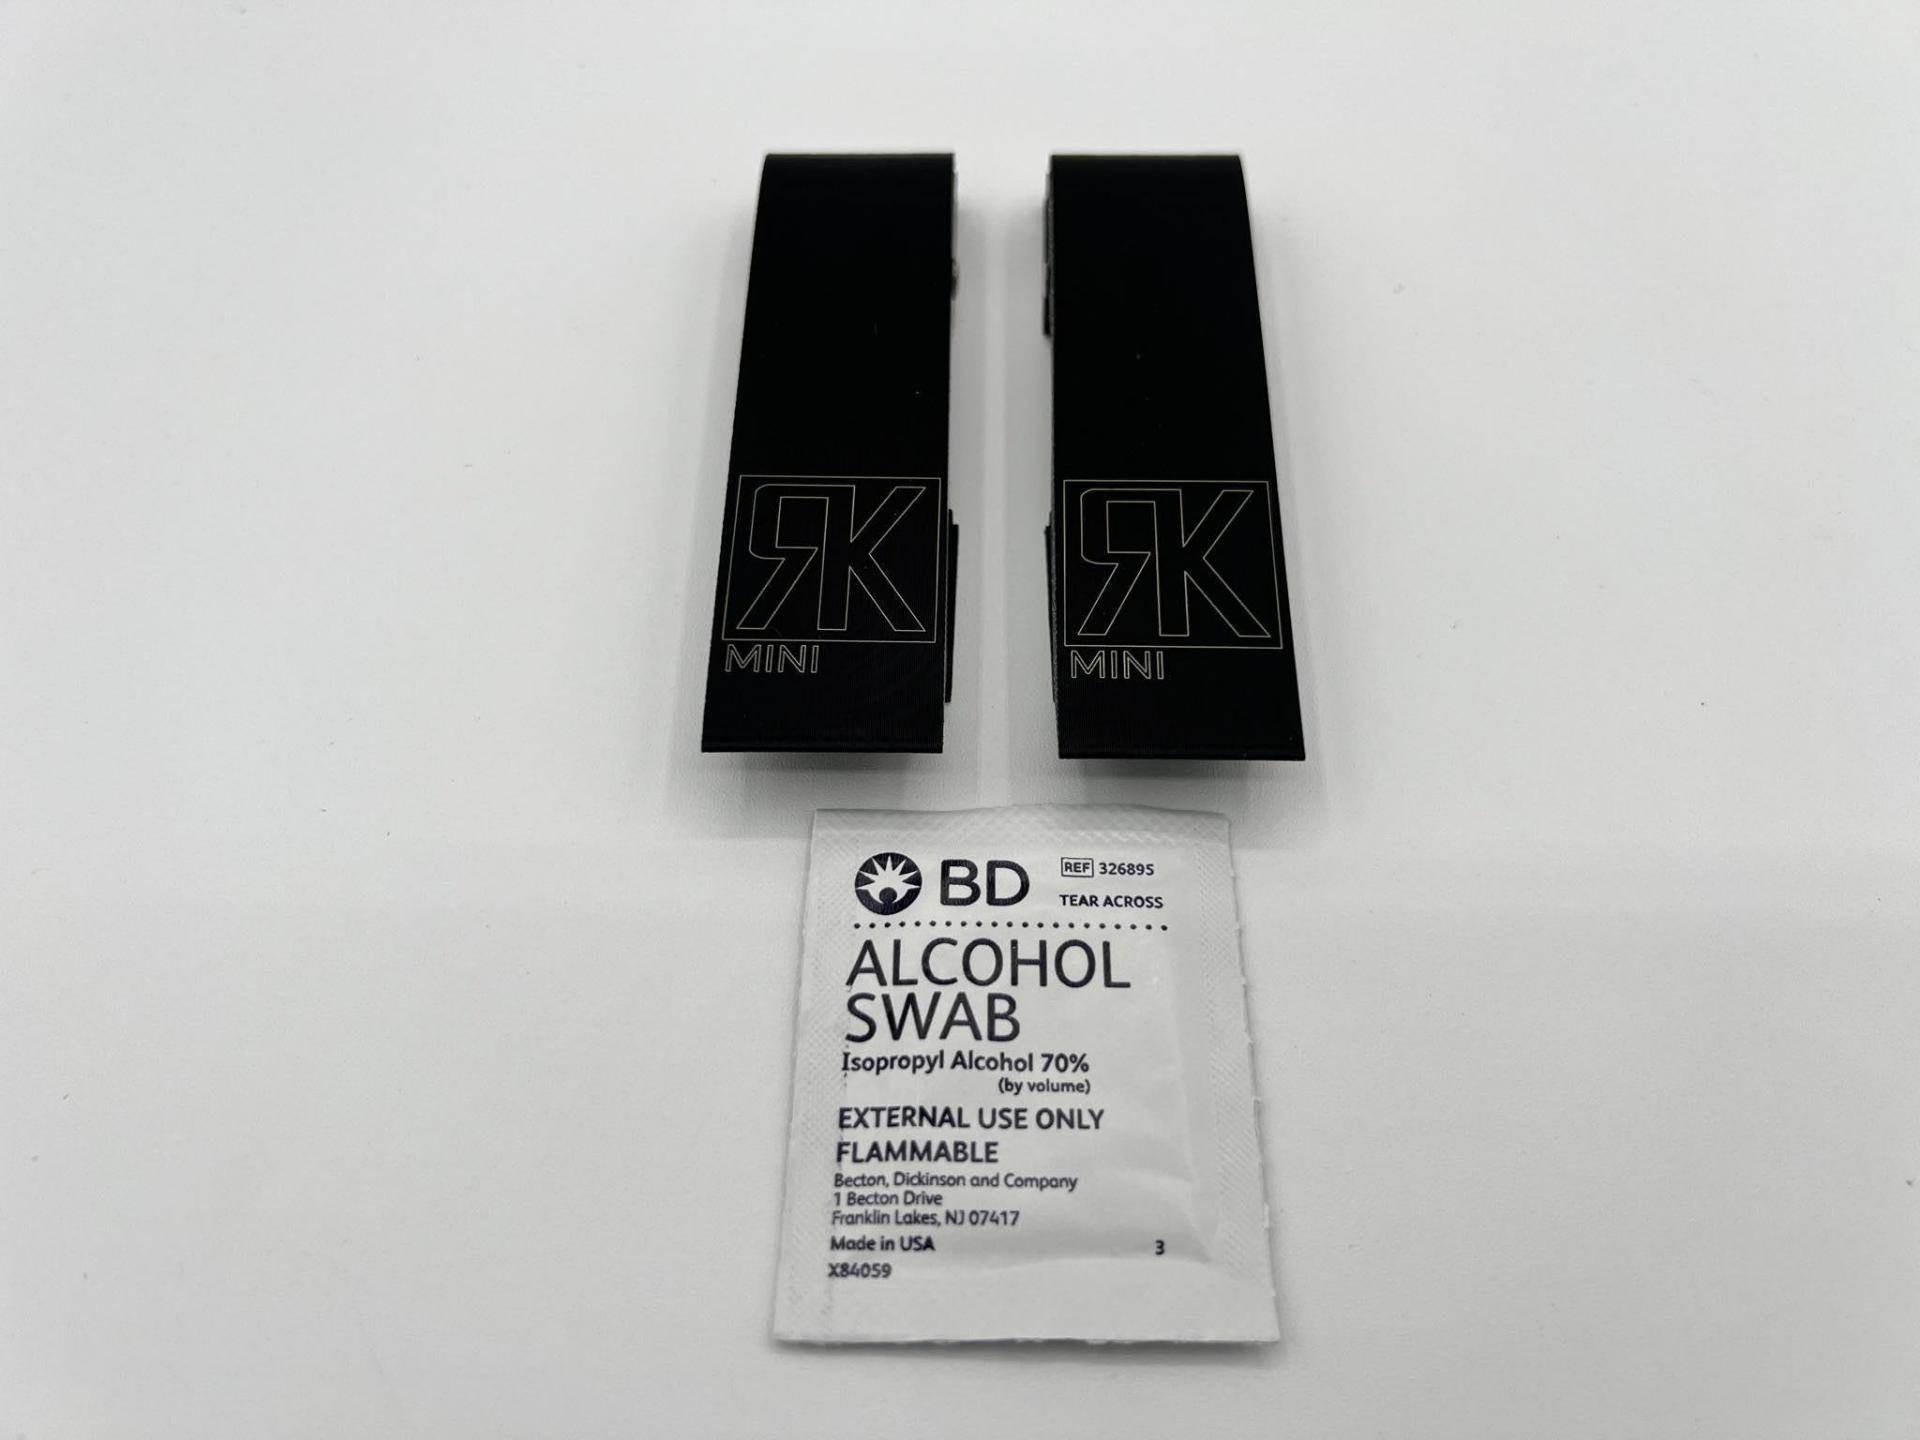 RK
MINI
RK
MINI
BD
REF 326895
TEAR ACROSS
ALCOHOL
SWAB
Isopropyl Alcohol 70%
(by volume)
EXTERNAL USE ONLY
FLAMMABLE
Becton, Dickinson and Company
1 Becton Drive
Franklin Lakes, NJ 07417
Made in USA
3
X84059